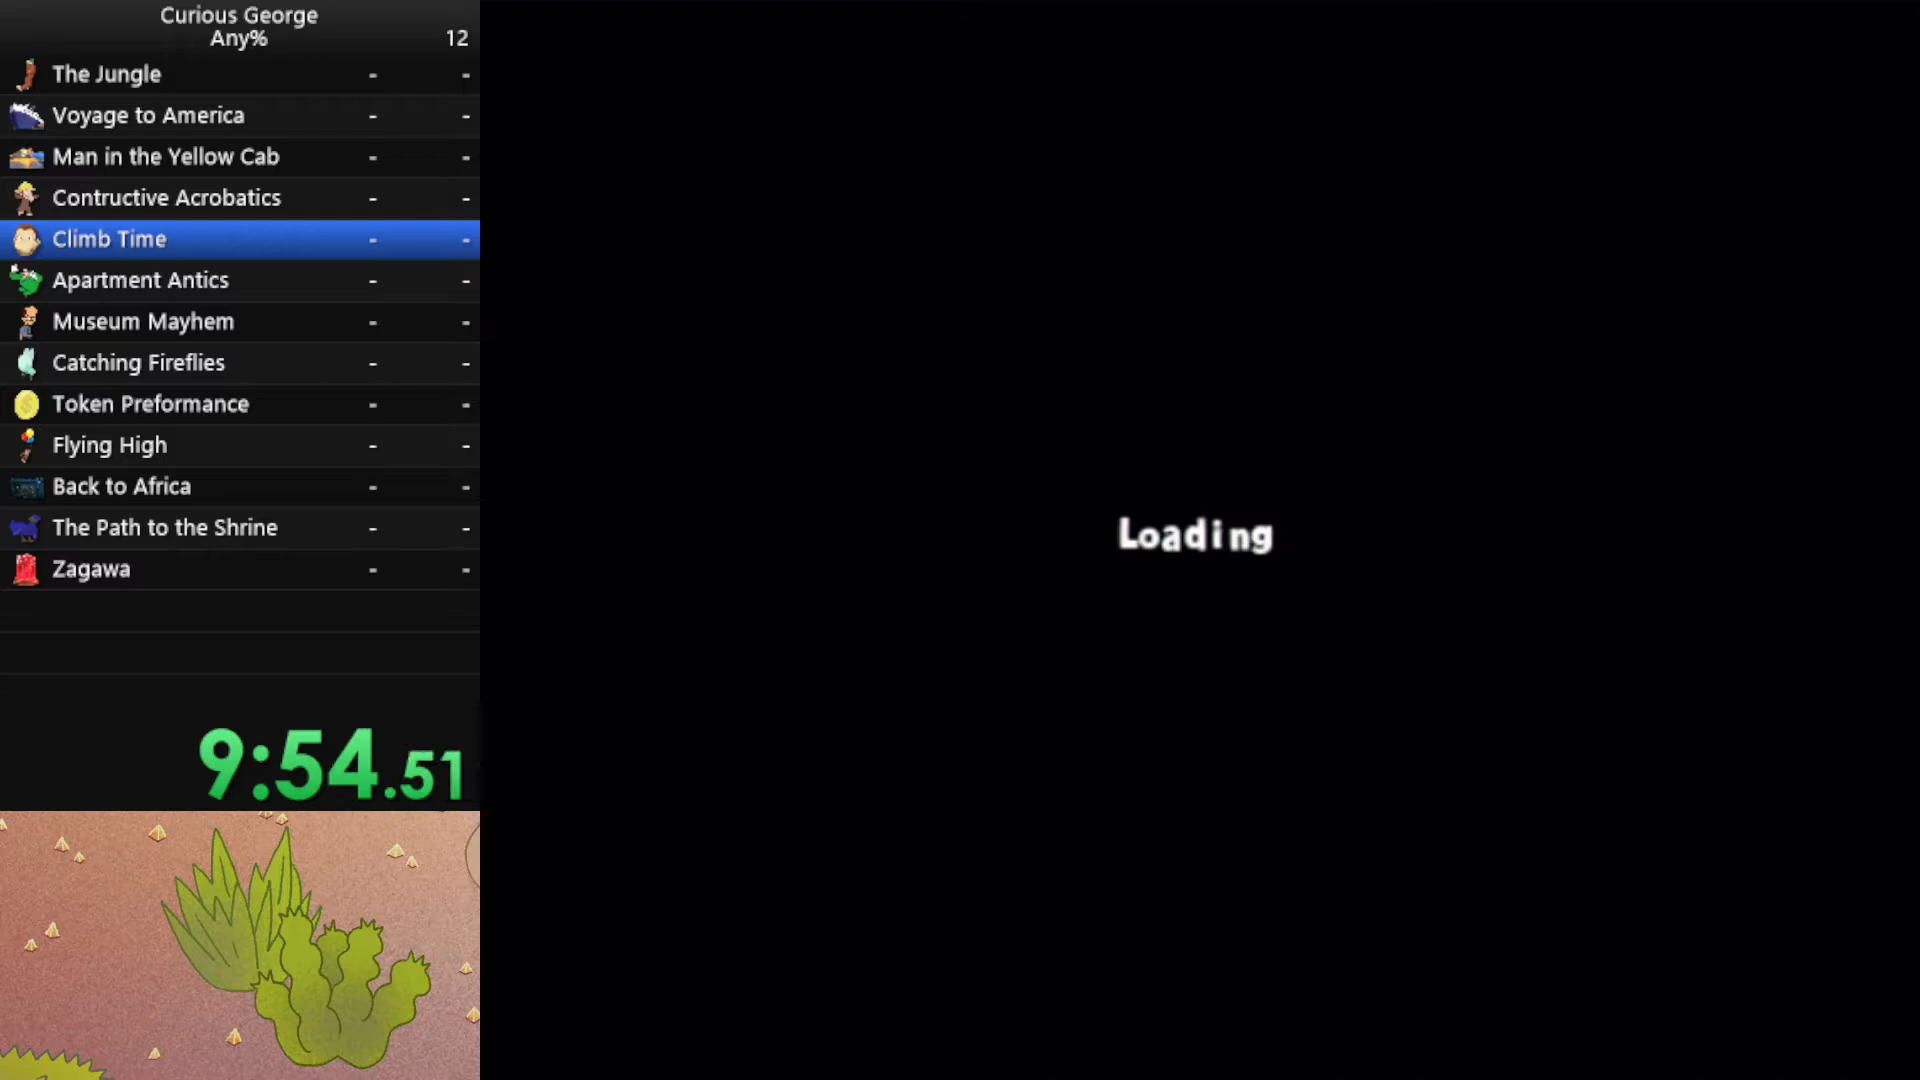 Curious George
Any% 12
The Jungle - -
Voyage to America - -
Man in the Yellow Cab - -
Contructive Acrobatics - -
Climb Time - -
Apartment Antics - -
Museum Mayhem - -
Catching Fireflies - -
Token Preformance - -
Flying High - -
Back to Africa - -
The Path to the Shrine - -
Zagawa - -
9:54.51
Loading